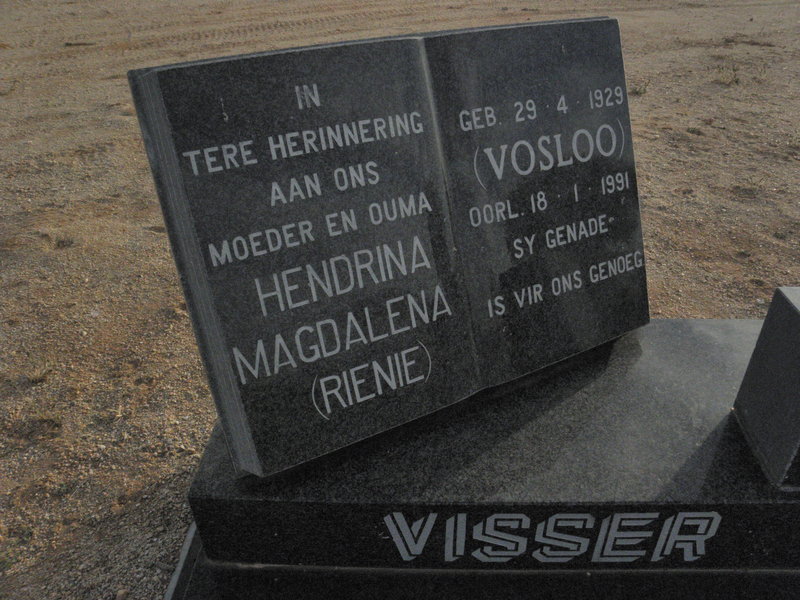 IN
TERE HERINNERING
AAN ONS
MOEDER EN OUMA
HENDRINA
MAGDALENA
(RIENIE)
GEB. 29 · 4 · 1929
(VOSLOO)
OORL. 18 · 1 · 1991
SY GENADE
IS VIR ONS GENOEG
VISSER